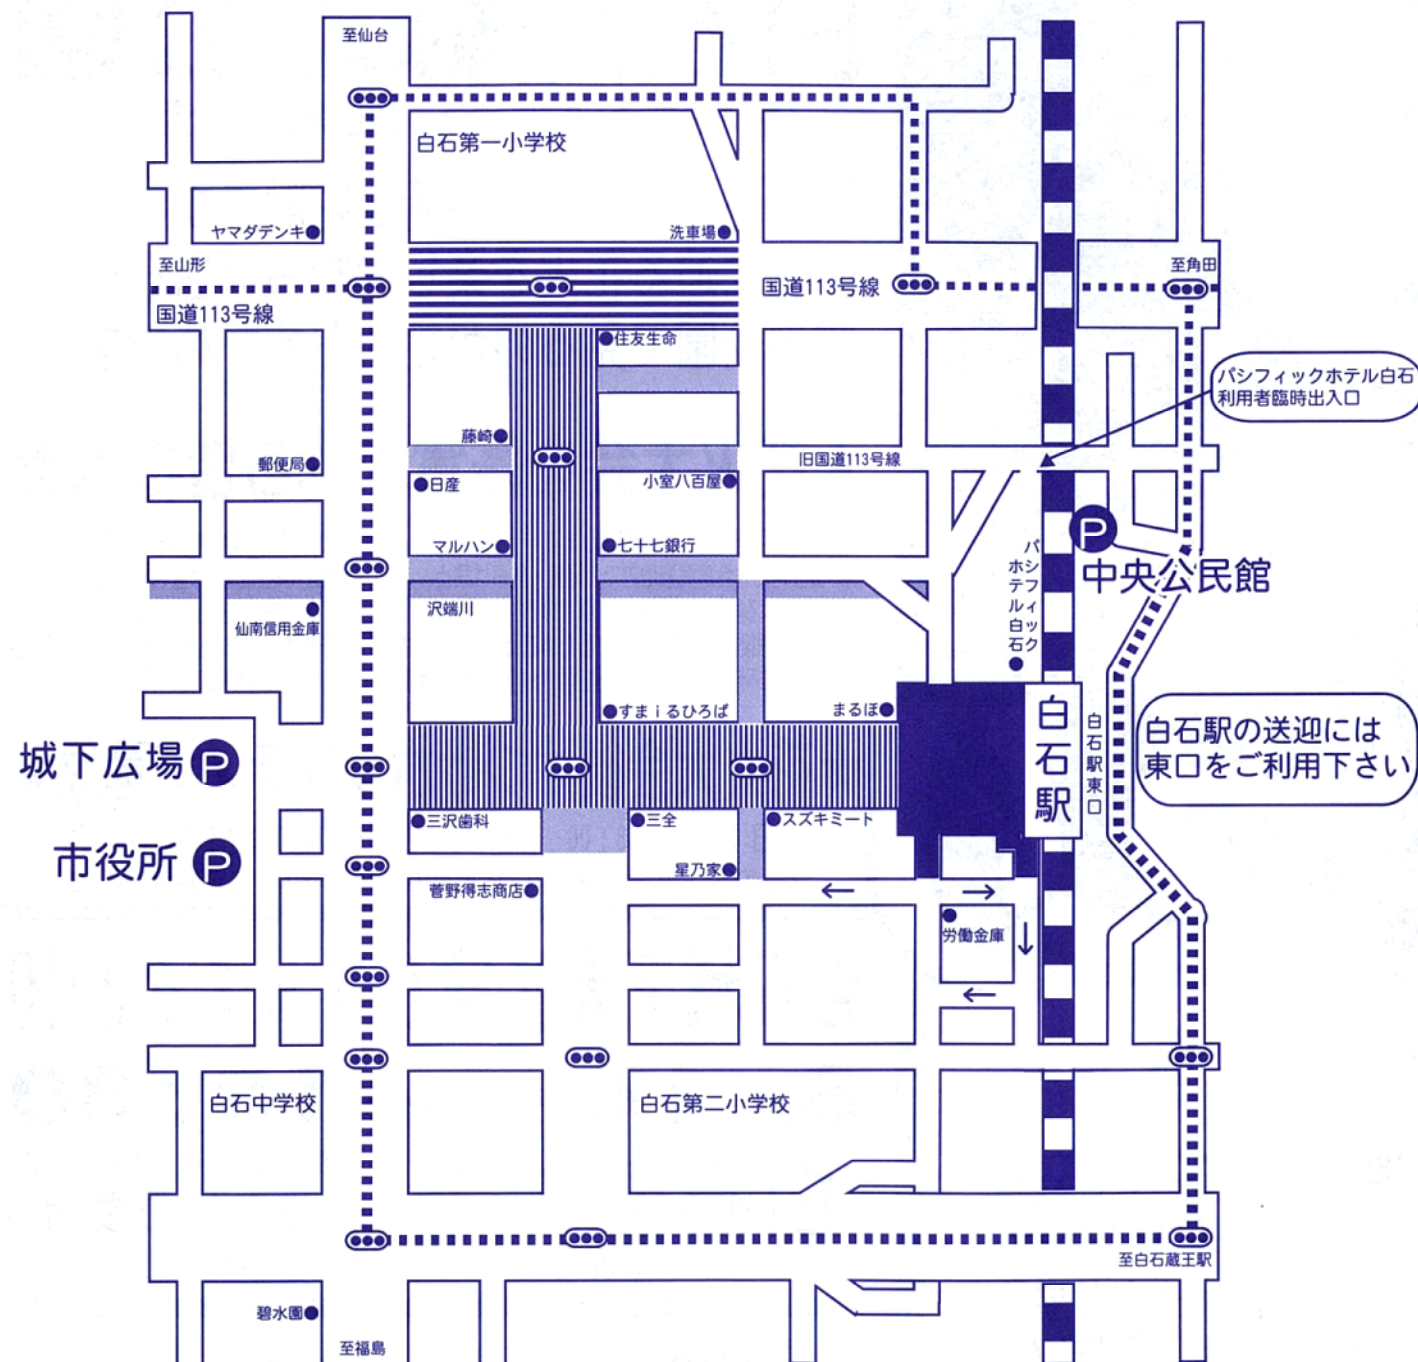 至仙台
白石第一小学校
ヤマダデンキ
洗車場
至山形
至角田
国道113号線
国道113号線
住友生命
パシフィックホテル白石
利用者臨時出入口
藤崎
郵便局
旧国道113号線
日産
小室八百屋
マルハン
七十七銀行
P
中央公民館
パシフィック
ホテル白石
沢端川
仙南信用金庫
すまiるひろば
まるほ
白石駅
白石駅東口
白石駅の送迎には
東口をご利用下さい
城下広場 P
市役所 P
三沢歯科
三全
スズキミート
星乃家
菅野得志商店
←
→
労働金庫
↓
←
白石中学校
白石第二小学校
至白石蔵王駅
碧水園
至福島